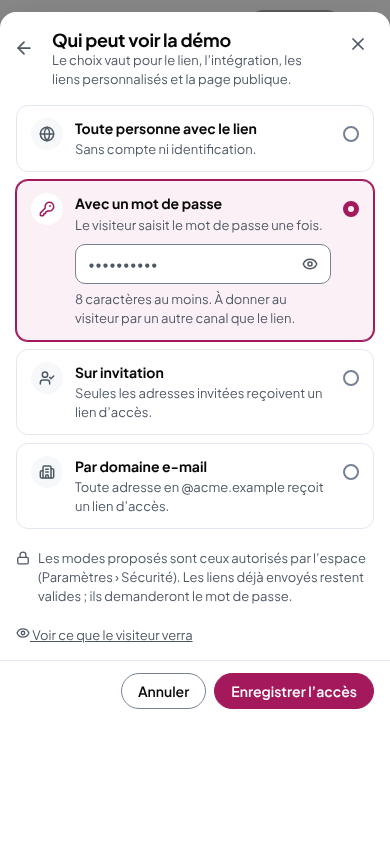 Qui peut voir la démo
Le choix vaut pour le lien, l’intégration, les
liens personnalisés et la page publique.
Toute personne avec le lien
Sans compte ni identification.
Avec un mot de passe
Le visiteur saisit le mot de passe une fois.
••••••••••
8 caractères au moins. À donner au
visiteur par un autre canal que le lien.
Sur invitation
Seules les adresses invitées reçoivent un
lien d’accès.
Par domaine e-mail
Toute adresse en @acme.example reçoit
un lien d’accès.
Les modes proposés sont ceux autorisés par l’espace
(Paramètres › Sécurité). Les liens déjà envoyés restent
valides ; ils demanderont le mot de passe.
Voir ce que le visiteur verra
Annuler
Enregistrer l’accès